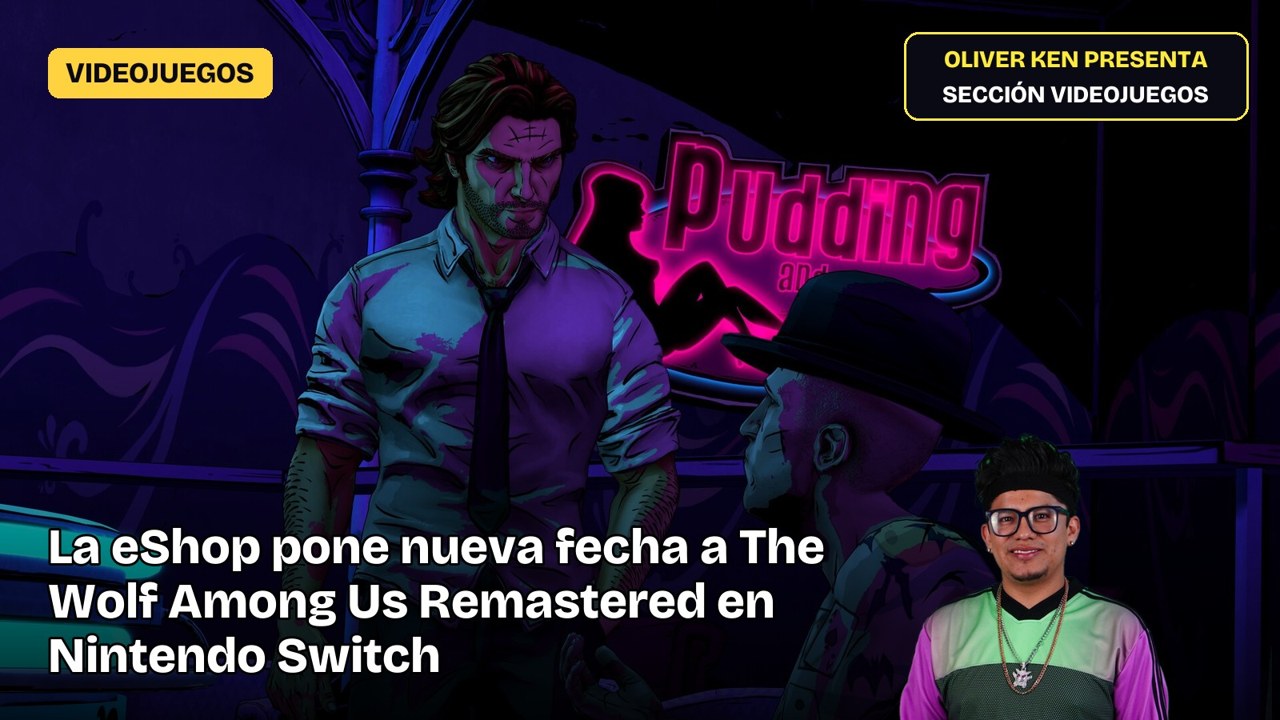 VIDEOJUEGOS
OLIVER KEN PRESENTA
SECCIÓN VIDEOJUEGOS
Pudding
and
La eShop pone nueva fecha a The
Wolf Among Us Remastered en
Nintendo Switch